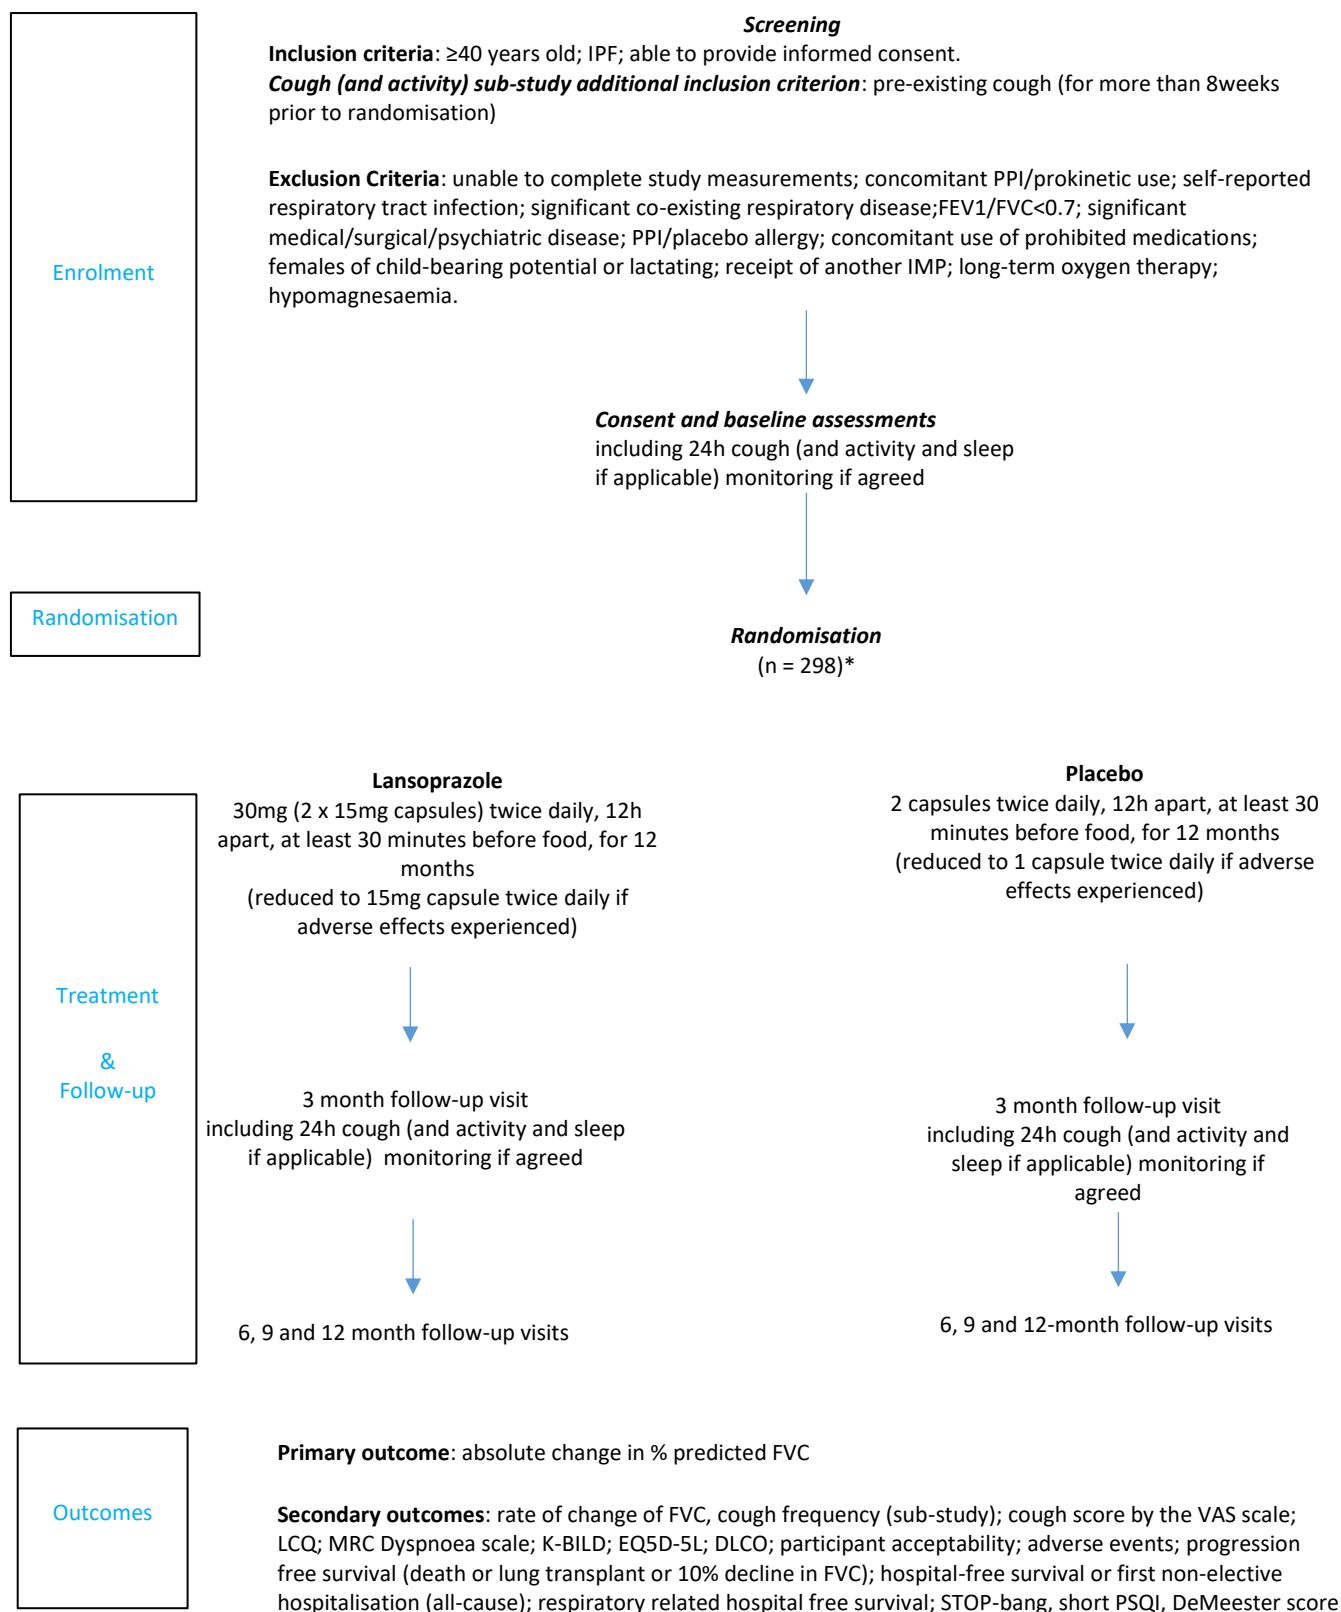 Screening
Inclusion criteria: ≥40 years old; IPF; able to provide informed consent.
Cough (and activity) sub-study additional inclusion criterion: pre-existing cough (for more than 8weeks
prior to randomisation)
Exclusion Criteria: unable to complete study measurements; concomitant PPI/prokinetic use; self-reported
respiratory tract infection; significant co-existing respiratory disease;FEV1/FVC<0.7; significant
medical/surgical/psychiatric disease; PPI/placebo allergy; concomitant use of prohibited medications;
females of child-bearing potential or lactating; receipt of another IMP; long-term oxygen therapy;
hypomagnesaemia.
Enrolment
Consent and baseline assessments
including 24h cough (and activity and sleep
if applicable) monitoring if agreed
Randomisation
Randomisation
(n = 298)*
Lansoprazole
30mg (2 x 15mg capsules) twice daily, 12h
apart, at least 30 minutes before food, for 12
months
(reduced to 15mg capsule twice daily if
adverse effects experienced)
Placebo
2 capsules twice daily, 12h apart, at least 30
minutes before food, for 12 months
(reduced to 1 capsule twice daily if adverse
effects experienced)
Treatment
&
Follow-up
3 month follow-up visit
including 24h cough (and activity and sleep
if applicable)  monitoring if agreed
3 month follow-up visit
including 24h cough (and activity and
sleep if applicable) monitoring if
agreed
6, 9 and 12 month follow-up visits
6, 9 and 12-month follow-up visits
Outcomes
Primary outcome: absolute change in % predicted FVC
Secondary outcomes: rate of change of FVC, cough frequency (sub-study); cough score by the VAS scale;
LCQ; MRC Dyspnoea scale; K-BILD; EQ5D-5L; DLCO; participant acceptability; adverse events; progression
free survival (death or lung transplant or 10% decline in FVC); hospital-free survival or first non-elective
hospitalisation (all-cause); respiratory related hospital free survival; STOP-bang, short PSQI, DeMeester score